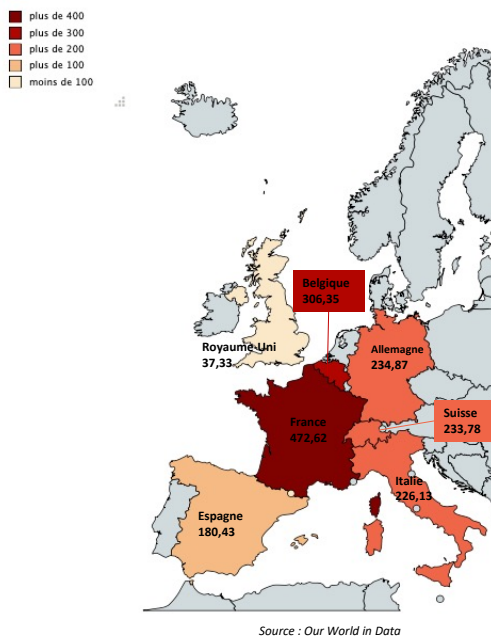 plus de 400
plus de 300
plus de 200
plus de 100
moins de 100
Belgique
306,35
Royaume-Uni
37,33
Allemagne
234,87
France
472,62
Suisse
233,78
Italie
226,13
Espagne
180,43
Source : Our World in Data